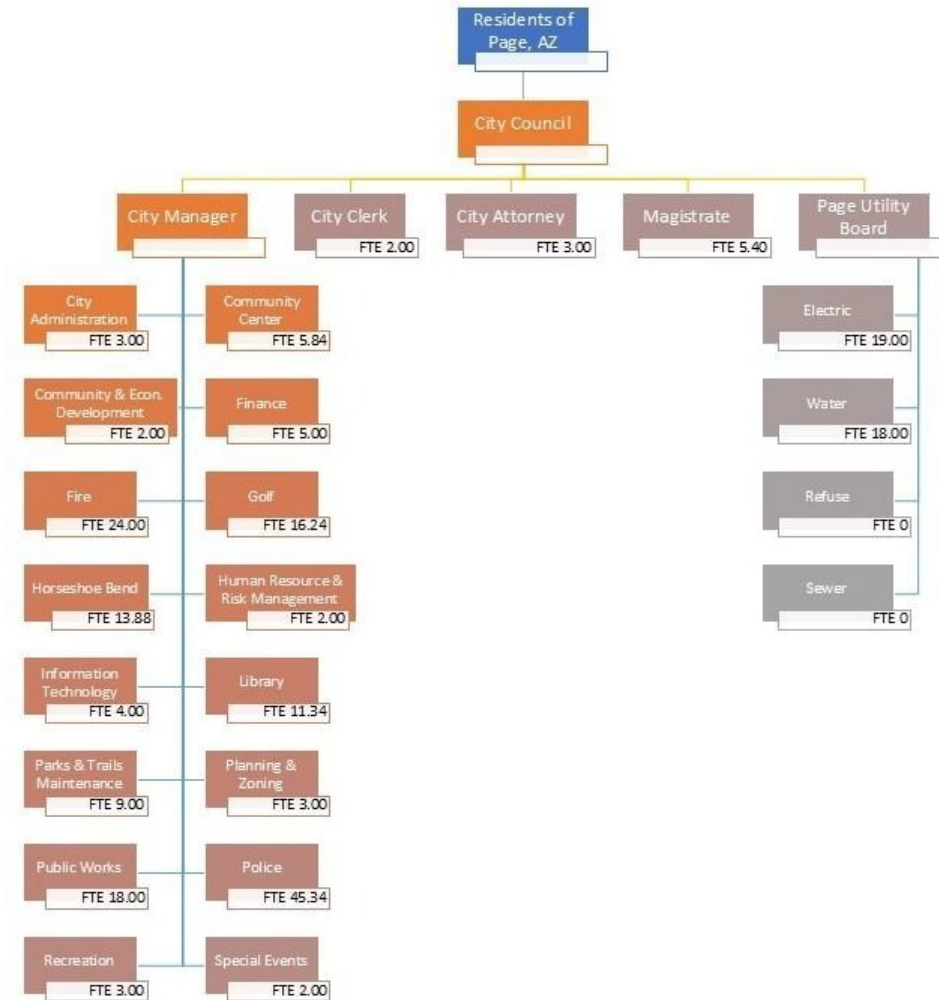 Residents of
Page, AZ
City Council
City Manager
City Clerk
FTE 2.00
City Attorney
FTE 3.00
Magistrate
FTE 5.40
Page Utility
Board
City
Administration
FTE 3.00
Community
Center
FTE 5.84
Electric
FTE 19.00
Community & Econ.
Development
FTE 2.00
Finance
FTE 5.00
Water
FTE 18.00
Fire
FTE 24.00
Golf
FTE 16.24
Refuse
FTE 0
Horseshoe Bend
FTE 13.88
Human Resource &
Risk Management
FTE 2.00
Sewer
FTE 0
Information
Technology
FTE 4.00
Library
FTE 11.34
Parks & Trails
Maintenance
FTE 9.00
Planning &
Zoning
FTE 3.00
Public Works
FTE 18.00
Police
FTE 45.34
Recreation
FTE 3.00
Special Events
FTE 2.00